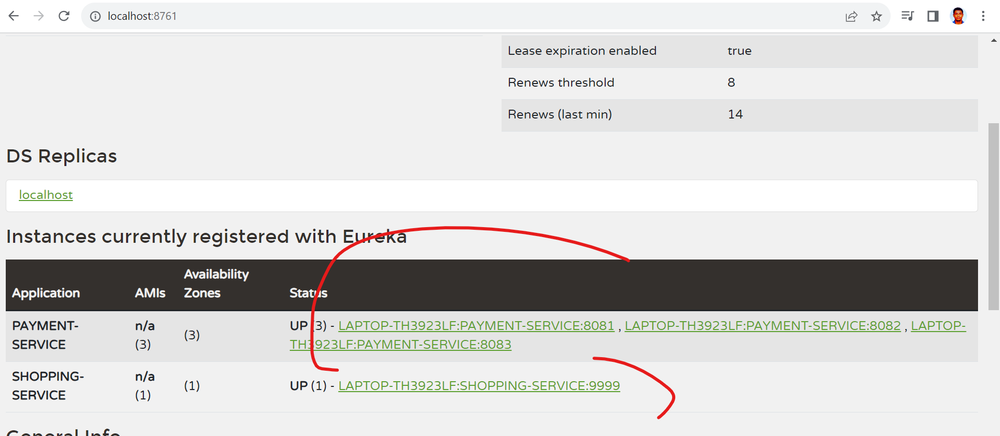 localhost:8761
Lease expiration enabled true
Renews threshold 8
Renews (last min) 14
DS Replicas
localhost
Instances currently registered with Eureka
Application AMIs Availability Zones Status
PAYMENT-SERVICE n/a (3) (3) UP (3) - LAPTOP-TH3923LF:PAYMENT-SERVICE:8081 , LAPTOP-TH3923LF:PAYMENT-SERVICE:8082 , LAPTOP-TH3923LF:PAYMENT-SERVICE:8083
SHOPPING-SERVICE n/a (1) (1) UP (1) - LAPTOP-TH3923LF:SHOPPING-SERVICE:9999
General Info